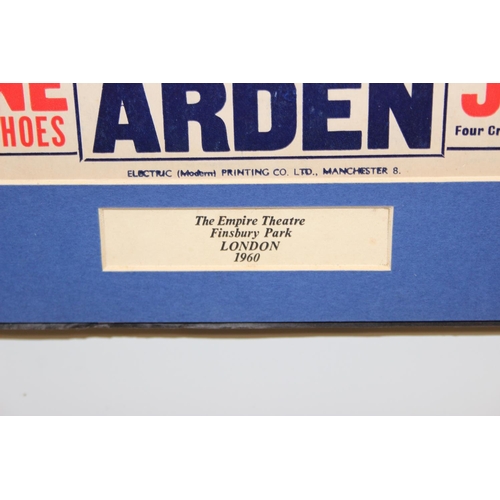 NE ARDEN J
HOES Four Cr
ELECTRIC (Modern) PRINTING CO. LTD., MANCHESTER 8.
The Empire Theatre
Finsbury Park
LONDON
1960